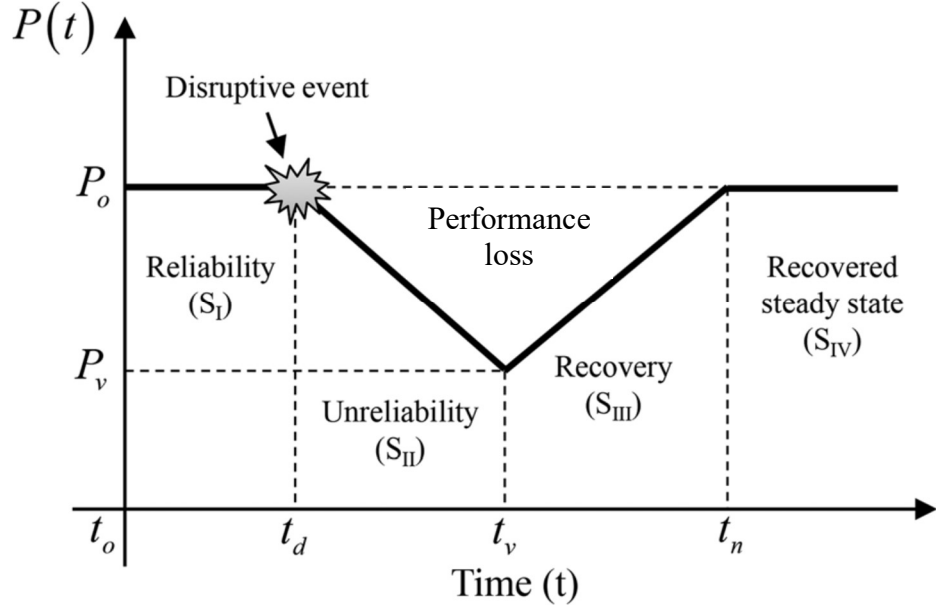 P(t)
Disruptive event
P_o
Performance
loss
Reliability
(S_I)
Recovered
steady state
(S_IV)
P_v
Recovery
(S_III)
Unreliability
(S_II)
t_o
t_d
t_v
t_n
Time (t)